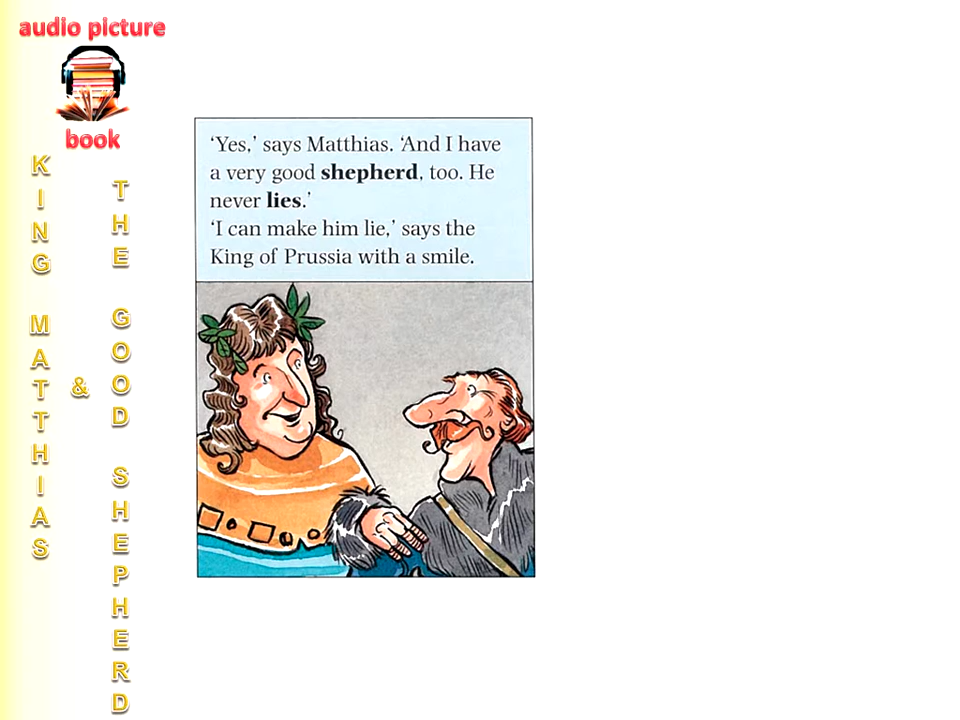 audio picture
book
KING MATTHIAS
&
THE GOOD SHEPHERD
‘Yes,’ says Matthias. ‘And I have
a very good shepherd, too. He
never lies.’
‘I can make him lie,’ says the
King of Prussia with a smile.